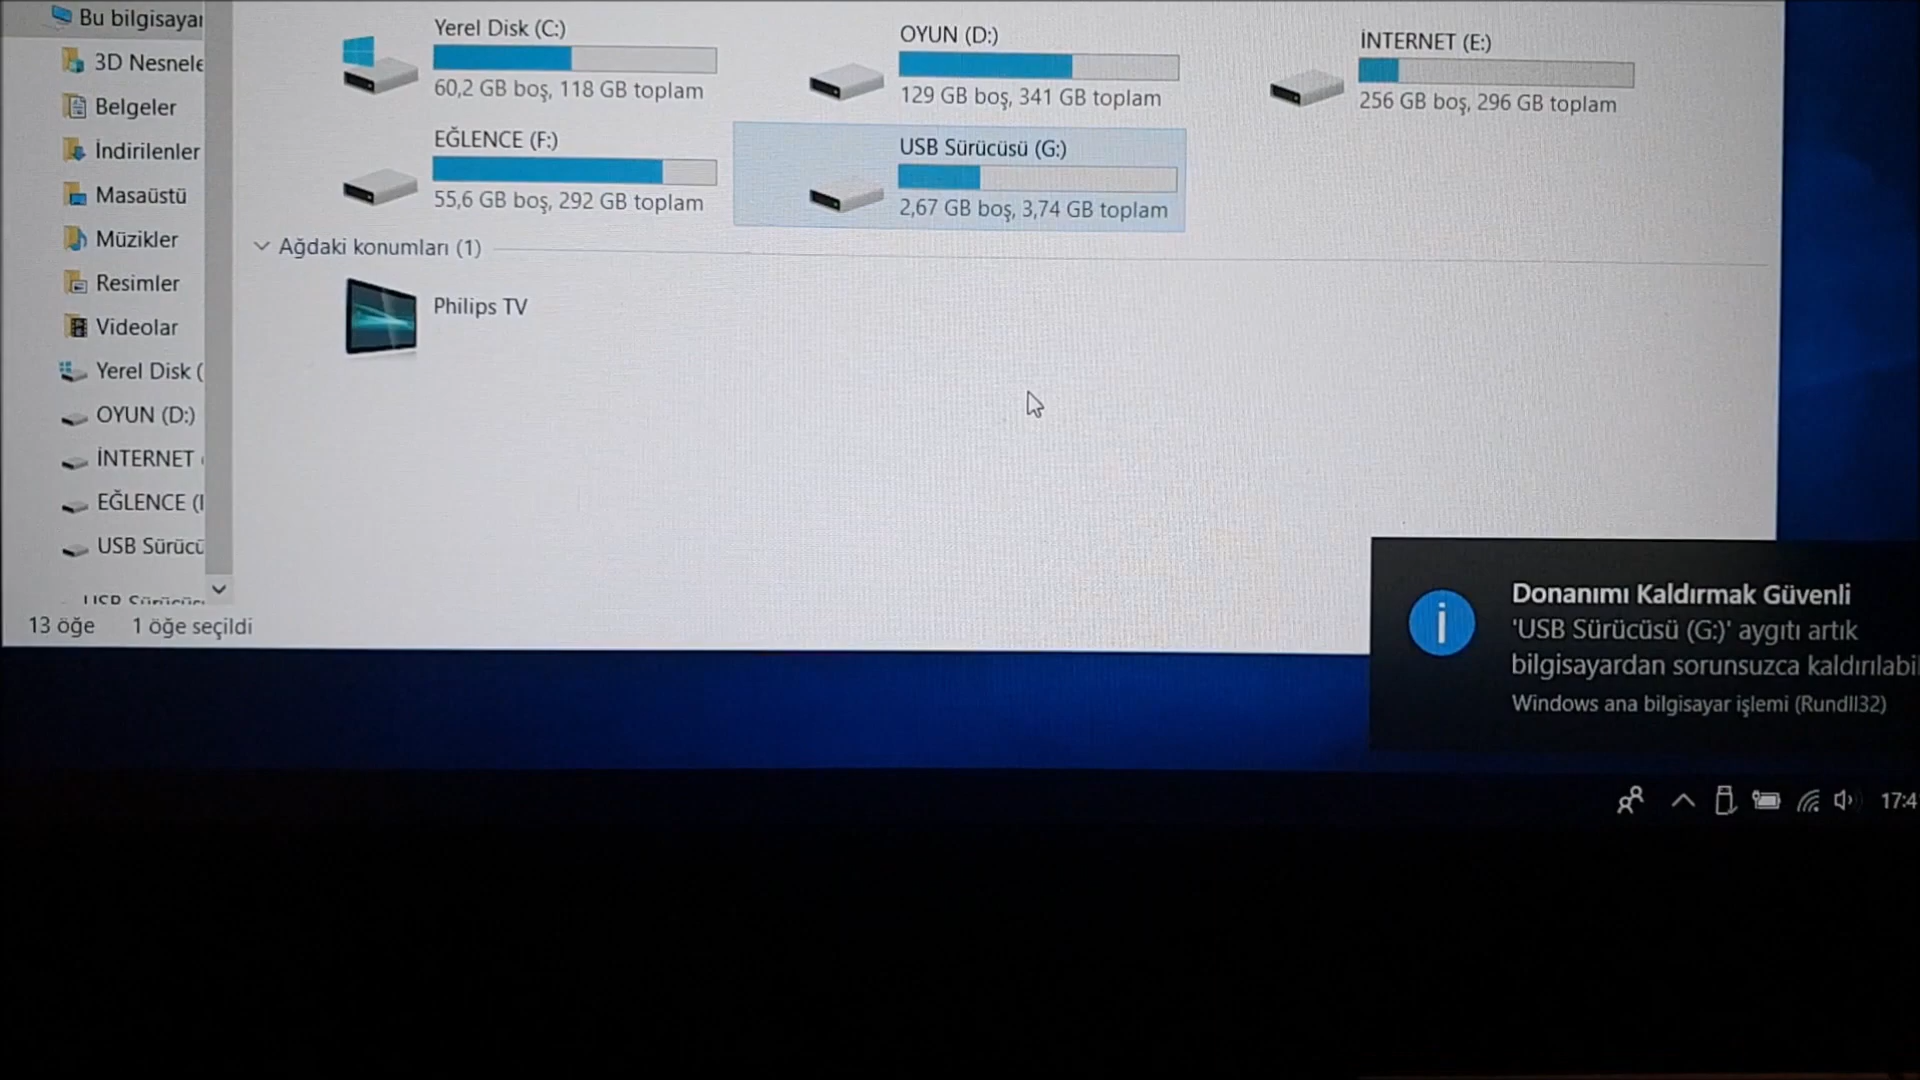 Bu bilgisayar
3D Nesnele
Belgeler
İndirilenler
Masaüstü
Müzikler
Resimler
Videolar
Yerel Disk (
OYUN (D:)
İNTERNET (
EĞLENCE (I
USB Sürücü
USB Sürücüs
13 öğe
1 öğe seçildi
Yerel Disk (C:)
60,2 GB boş, 118 GB toplam
OYUN (D:)
129 GB boş, 341 GB toplam
İNTERNET (E:)
256 GB boş, 296 GB toplam
EĞLENCE (F:)
55,6 GB boş, 292 GB toplam
USB Sürücüsü (G:)
2,67 GB boş, 3,74 GB toplam
Ağdaki konumları (1)
Philips TV
Donanımı Kaldırmak Güvenli
'USB Sürücüsü (G:)' aygıtı artık
bilgisayardan sorunsuzca kaldırılabil
Windows ana bilgisayar işlemi (Rundll32)
17:4